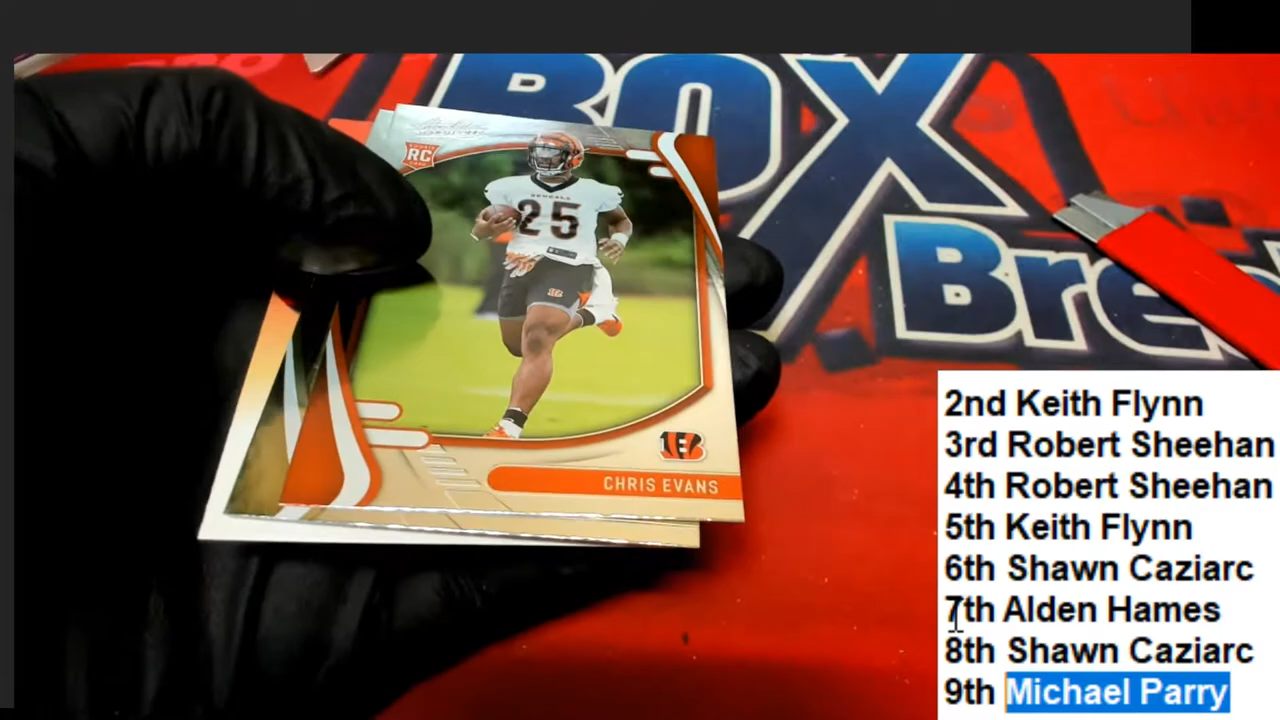 BOX
Bre
ROOKIE
RC
BENGALS
25
CHRIS EVANS
2nd Keith Flynn
3rd Robert Sheehan
4th Robert Sheehan
5th Keith Flynn
6th Shawn Caziarc
7th Alden Hames
8th Shawn Caziarc
9th Michael Parry